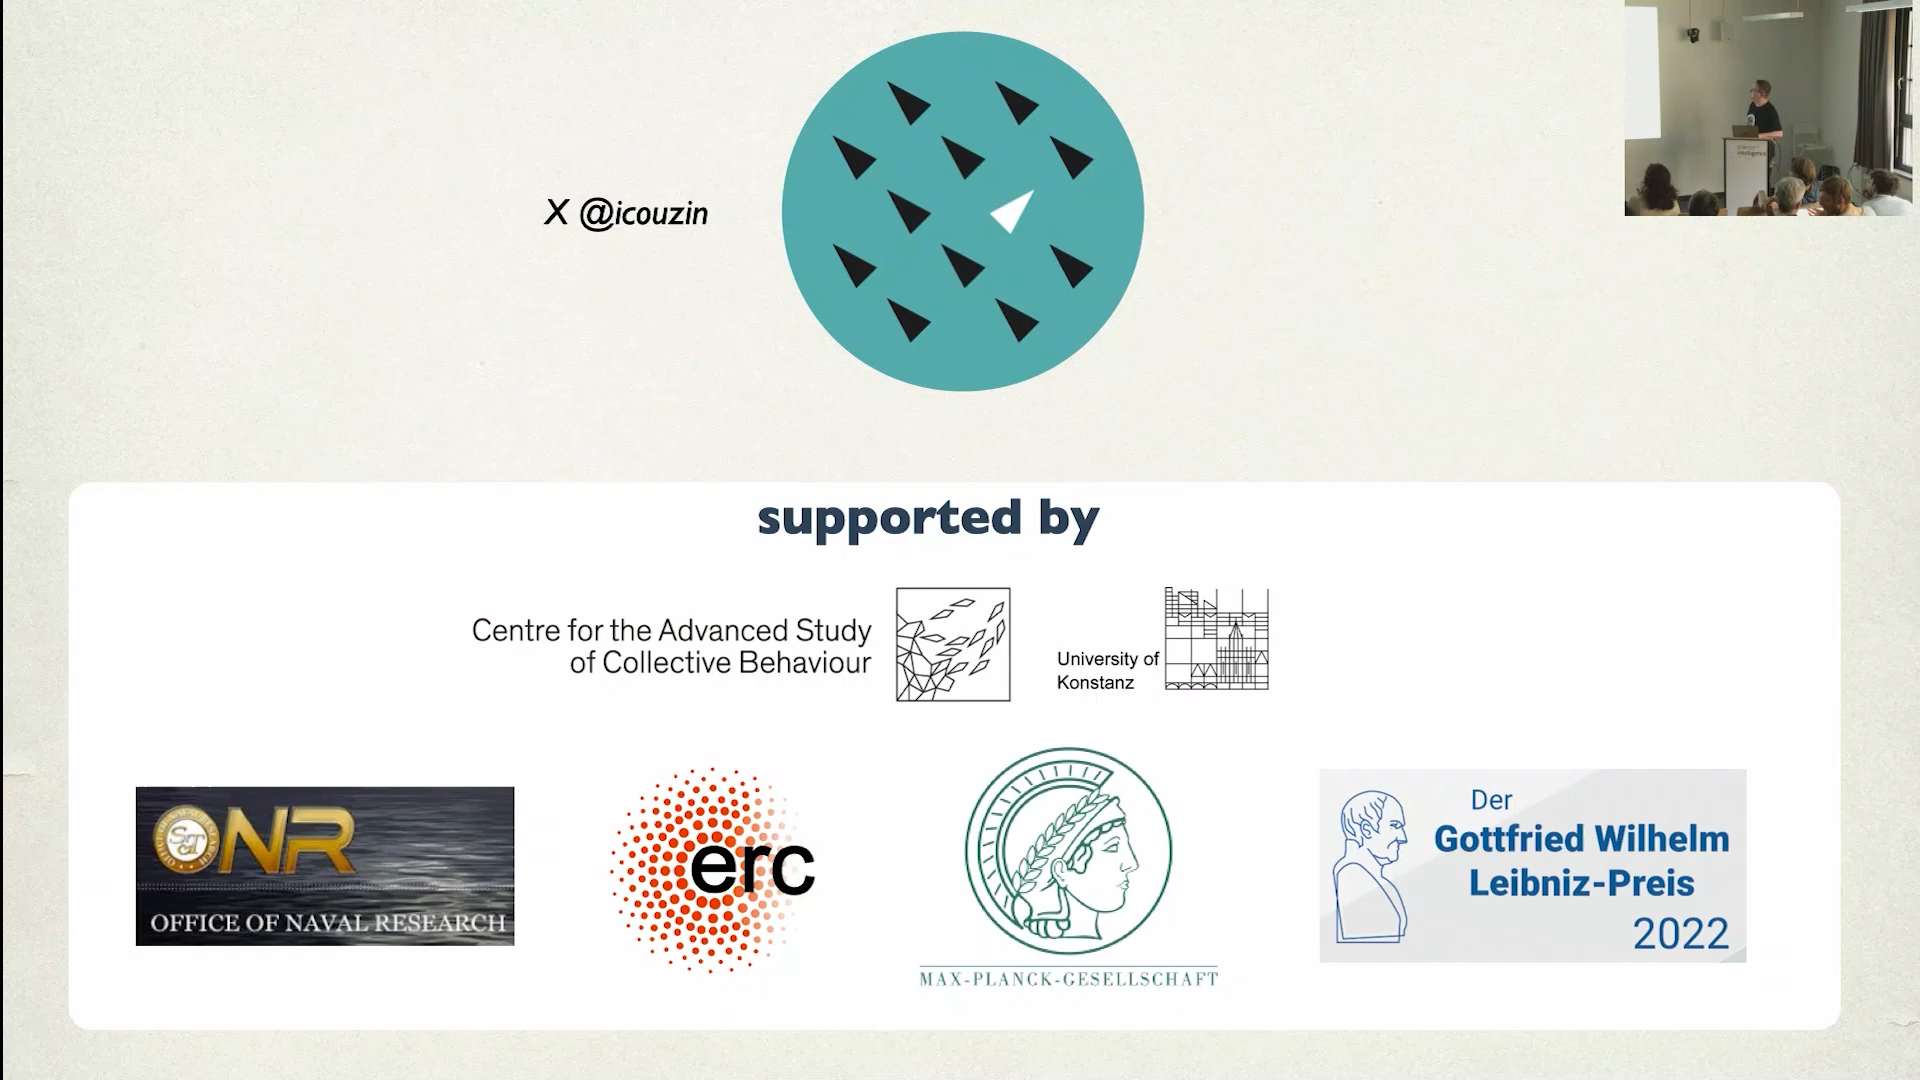 X @icouzin
supported by
Centre for the Advanced Study
of Collective Behaviour
University of
Konstanz
ONR
OFFICE OF NAVAL RESEARCH
erc
MAX-PLANCK-GESELLSCHAFT
Der
Gottfried Wilhelm
Leibniz-Preis
2022